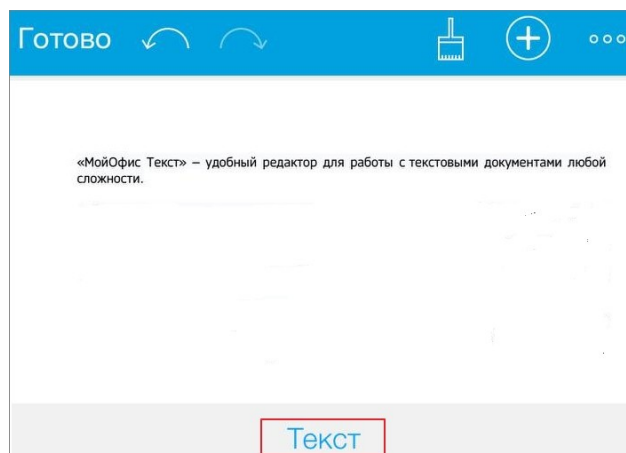 Готово
«МойОфис Текст» – удобный редактор для работы с текстовыми документами любой
сложности.
Текст